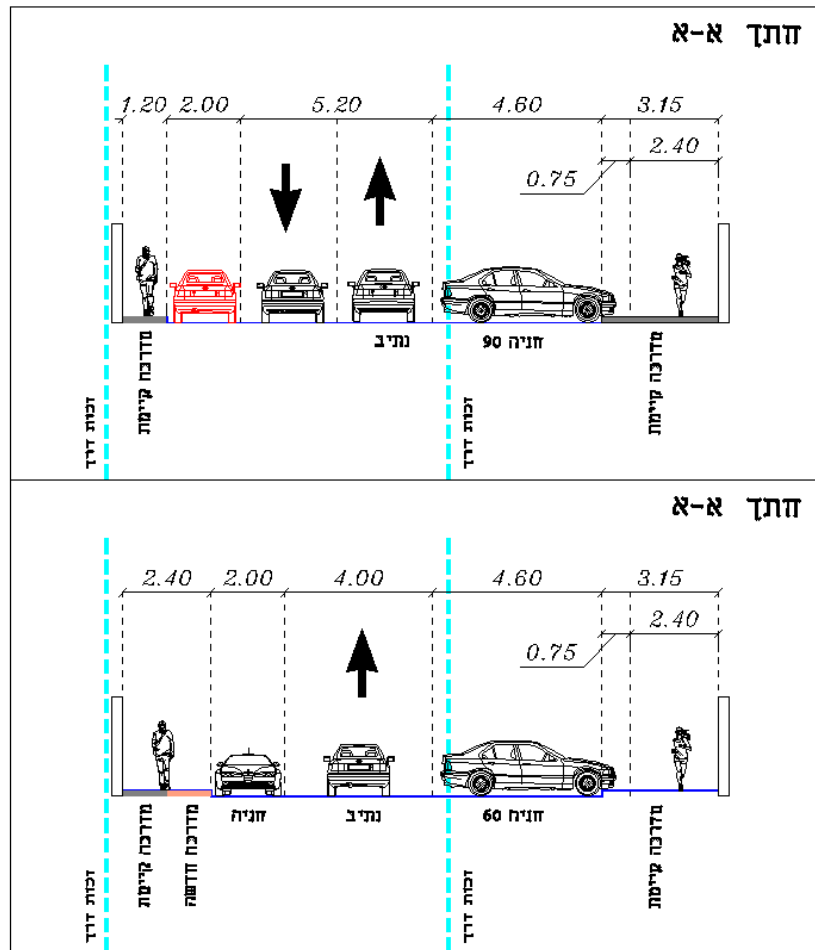 חתך א-א
1.20 2.00 5.20 4.60 3.15
0.75 2.40
נתיב
חניה 90
זכות דרך
מדרכה קיימת
זכות דרך
מדרכה קיימת
חתך א-א
2.40 2.00 4.00 4.60 3.15
0.75 2.40
חניה
נתיב
חניה 60
זכות דרך
מדרכה קיימת
מדרכה חדשה
זכות דרך
מדרכה קיימת